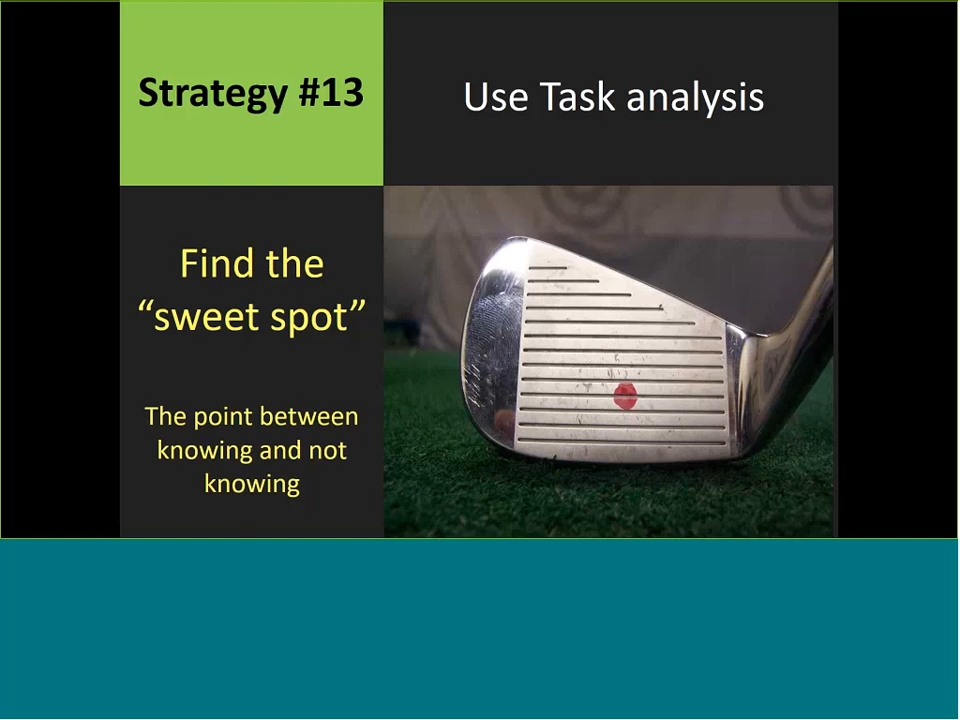 Strategy #13
Use Task analysis
Find the
“sweet spot”
The point between
knowing and not
knowing